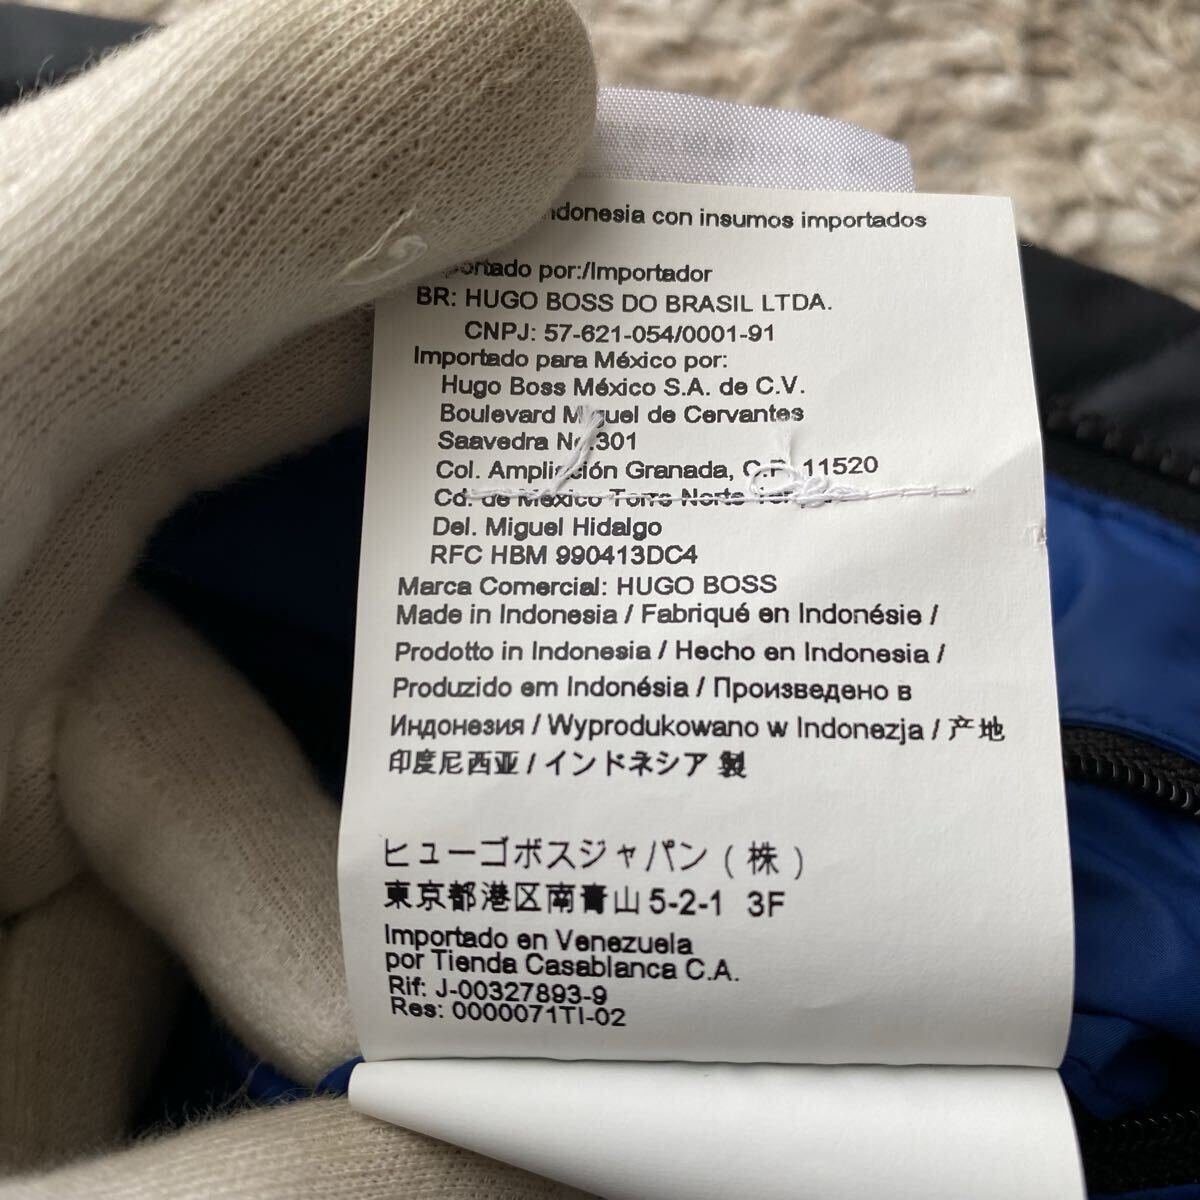 Indonesia con insumos importados
por:/Importador
BR: HUGO BOSS DO BRASIL LTDA.
CNPJ: 57-621-054/0001-91
Importado para México por:
Hugo Boss México S.A. de C.V.
Boulevard Miguel de Cervantes
Saavedra No.301
Col. Ampliación Granada, C.P. 11520
Cd. de México Torre Norte
Del. Miguel Hidalgo
RFC HBM 990413DC4
Marca Comercial: HUGO BOSS
Made in Indonesia / Fabriqué en Indonésie /
Prodotto in Indonesia / Hecho en Indonesia /
Produzido em Indonésia / Произведено в
Индонезия / Wyprodukowano w Indonezja / 产地
印度尼西亚 / インドネシア 製
ヒューゴボスジャパン ( 株 )
東京都港区南青山 5-2-1 3F
Importado en Venezuela
por Tienda Casablanca C.A.
Rif: J-00327893-9
Res: 0000071TI-02